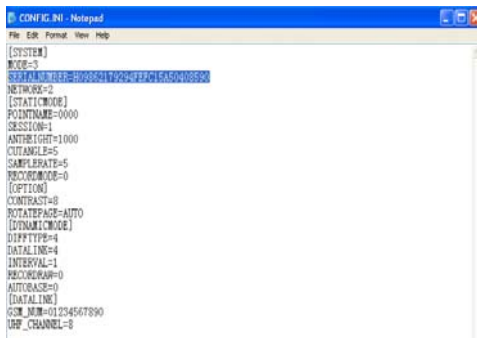 CONFIG.INI - Notepad
File Edit Format View Help
[SYSTEM]
MODE=3
SERIALNUMBER=H09862179294FEFC15A50408590
NETWORK=2
[STATICMODE]
POINTNAME=0000
SESSION=1
ANTHEIGHT=1000
CUTANGLE=5
SAMPLERATE=5
RECORDMODE=0
[OPTION]
CONTRAST=8
ROTATEPAGE=AUTO
[DYNAMICMODE]
DIFFTYPE=4
DATALINK=4
INTERVAL=1
RECORDRAW=0
AUTOBASE=0
[DATALINK]
GSM_NUM=01234567890
UHF_CHANNEL=8